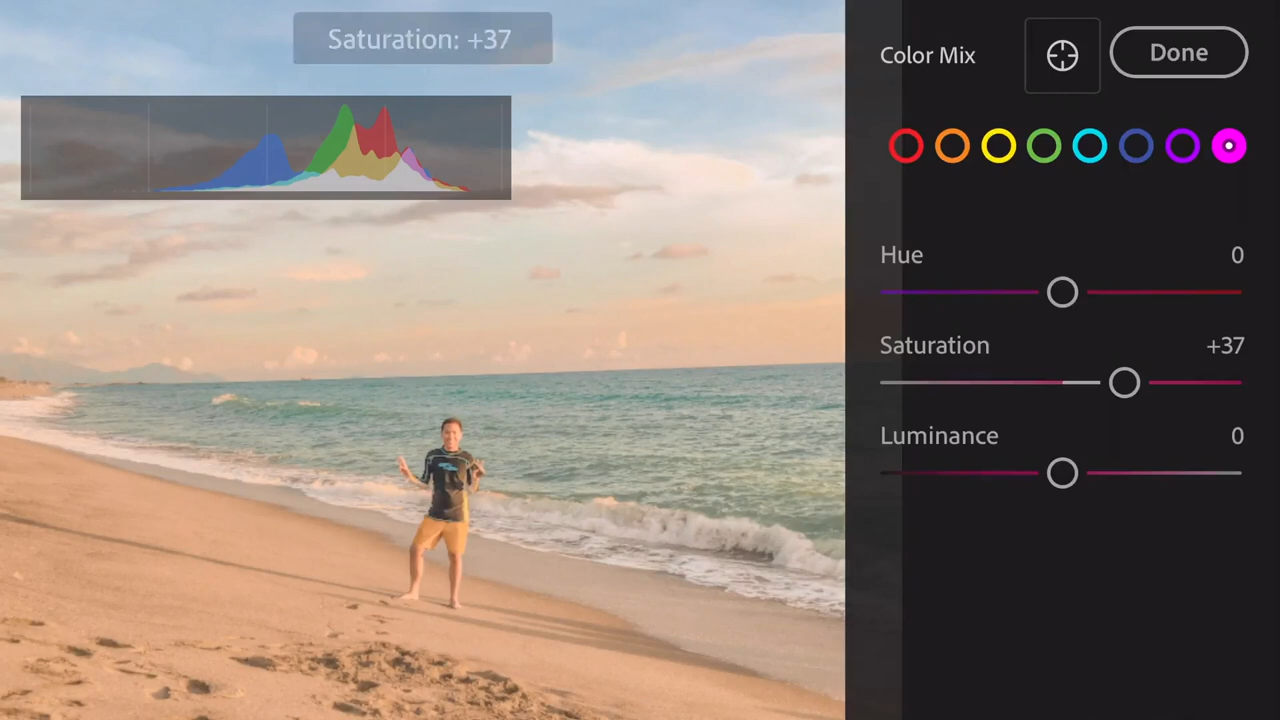 Saturation: +37
Color Mix
Done
Hue 0
Saturation +37
Luminance 0